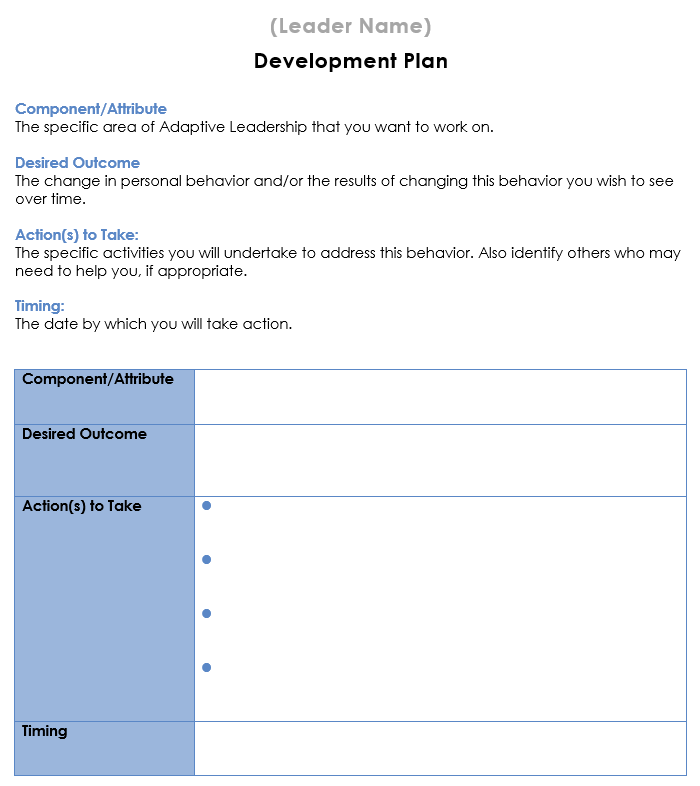 (Leader Name)
Development Plan
Component/Attribute
The specific area of Adaptive Leadership that you want to work on.
Desired Outcome
The change in personal behavior and/or the results of changing this behavior you wish to see
over time.
Action(s) to Take:
The specific activities you will undertake to address this behavior. Also identify others who may
need to help you, if appropriate.
Timing:
The date by which you will take action.
Component/Attribute
Desired Outcome
Action(s) to Take
Timing